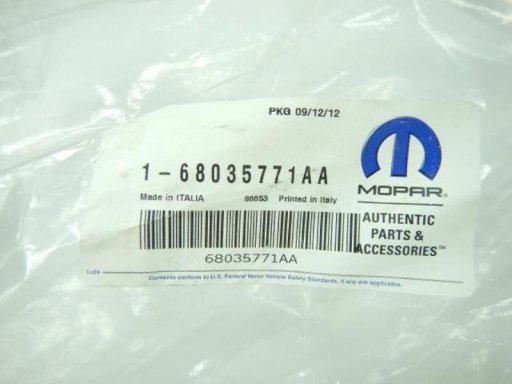 PKG 09/12/12
1-68035771AA
Made in ITALIA 86653 Printed in Italy
MOPAR®
AUTHENTIC
PARTS &
ACCESSORIES™
68035771AA
Contents conform to U.S. Federal Motor Vehicle Safety Standards, if any are applicable.